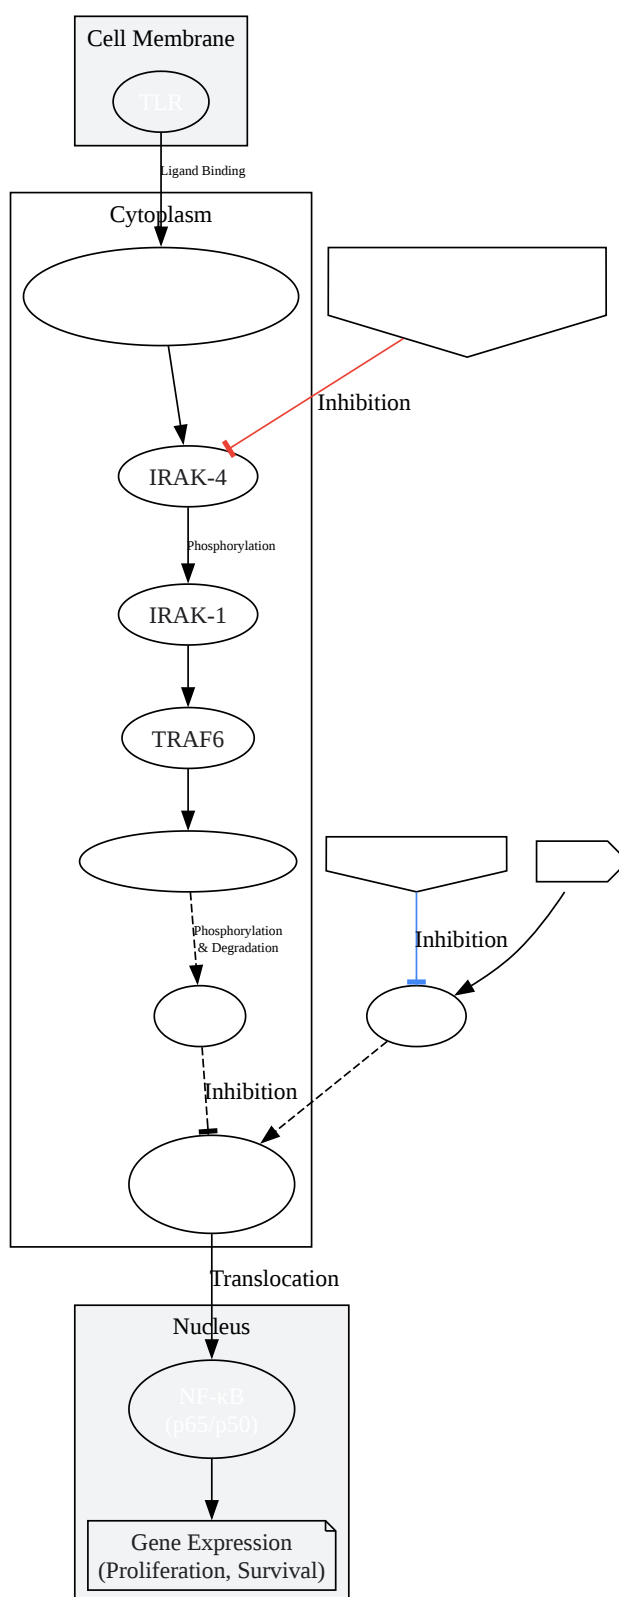 Cell Membrane
TLR
Ligand Binding
Cytoplasm
Inhibition
IRAK-4
Phosphorylation
IRAK-1
TRAF6
Phosphorylation
& Degradation
Inhibition
Inhibition
Translocation
Nucleus
NF-κB
(p65/p50)
Gene Expression
(Proliferation, Survival)